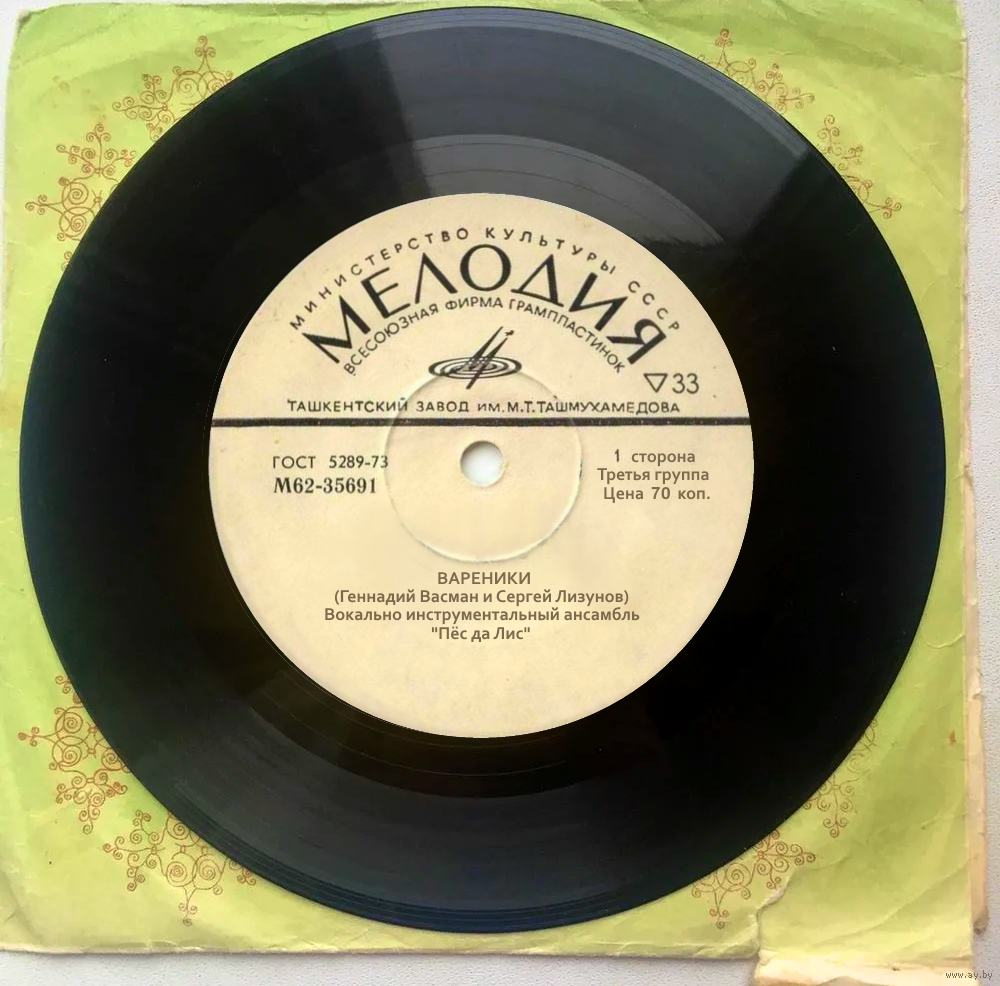 МИНИСТЕРСТВО КУЛЬТУРЫ СССР
МЕЛОДИЯ
ВСЕСОЮЗНАЯ ФИРМА ГРАМПЛАСТИНОК
▽33
ТАШКЕНТСКИЙ ЗАВОД ИМ. М.Т. ТАШМУХАМЕДОВА
ГОСТ 5289-73
М62-35691
1 сторона
Третья группа
Цена 70 коп.
ВАРЕНИКИ
(Геннадий Васман и Сергей Лизунов)
Вокально инструментальный ансамбль
"Пёс да Лис"
www.ay.by